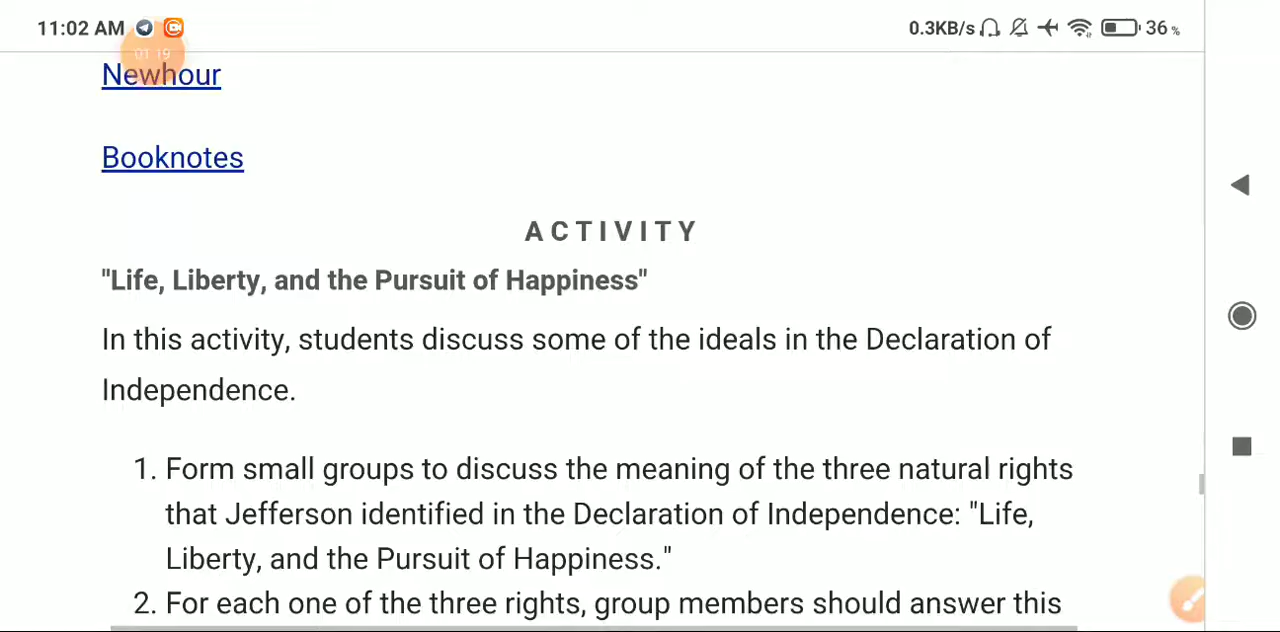 11:02 AM 0.3KB/s 36%
01:19
Newhour
Booknotes
ACTIVITY
"Life, Liberty, and the Pursuit of Happiness"
In this activity, students discuss some of the ideals in the Declaration of
Independence.
1. Form small groups to discuss the meaning of the three natural rights
that Jefferson identified in the Declaration of Independence: "Life,
Liberty, and the Pursuit of Happiness."
2. For each one of the three rights, group members should answer this